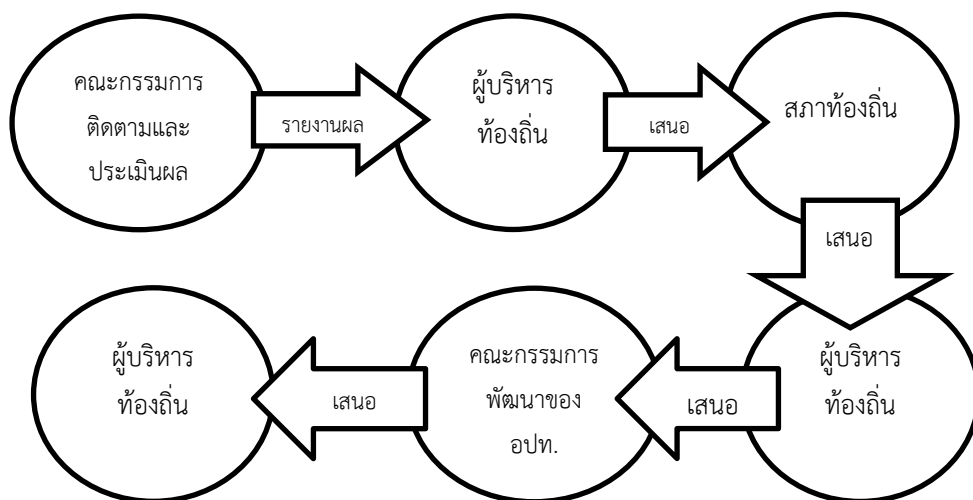 คณะกรรมการ
ติดตามและ
ประเมินผล
รายงานผล
ผู้บริหาร
ท้องถิ่น
เสนอ
สภาท้องถิ่น
เสนอ
ผู้บริหาร
ท้องถิ่น
เสนอ
คณะกรรมการ
พัฒนาของ
อปท.
เสนอ
ผู้บริหาร
ท้องถิ่น